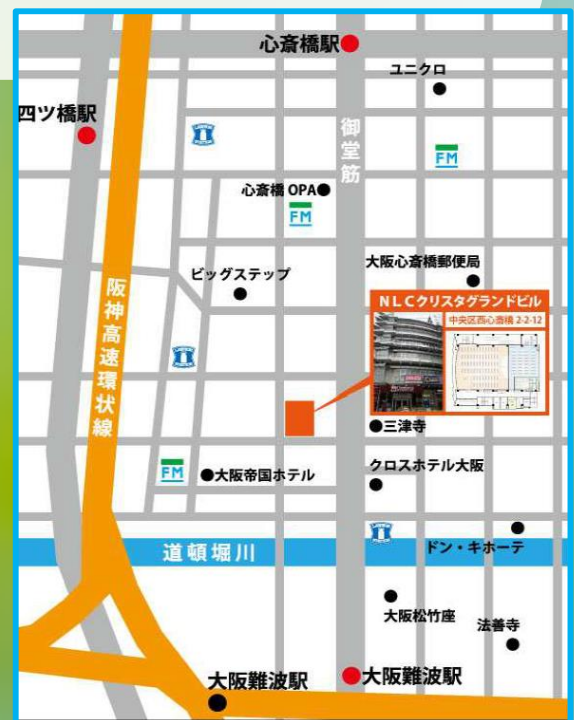 心斎橋駅
ユニクロ
四ツ橋駅
御堂筋
FM
心斎橋 OPA
FM
大阪心斎橋郵便局
ビッグステップ
阪神高速環状線
NLCクリスタグランドビル
中央区西心斎橋 2-2-12
三津寺
クロスホテル大阪
FM
大阪帝国ホテル
道頓堀川
ドン・キホーテ
大阪松竹座
法善寺
大阪難波駅
大阪難波駅